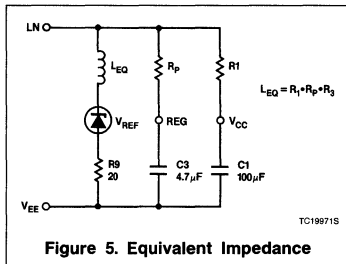 LN
LEQ
RP
R1
LEQ = R1•RP•R3
VREF
REG
VCC
R9
20
C3
4.7μF
C1
100μF
VEE
TC19971S
Figure 5. Equivalent Impedance